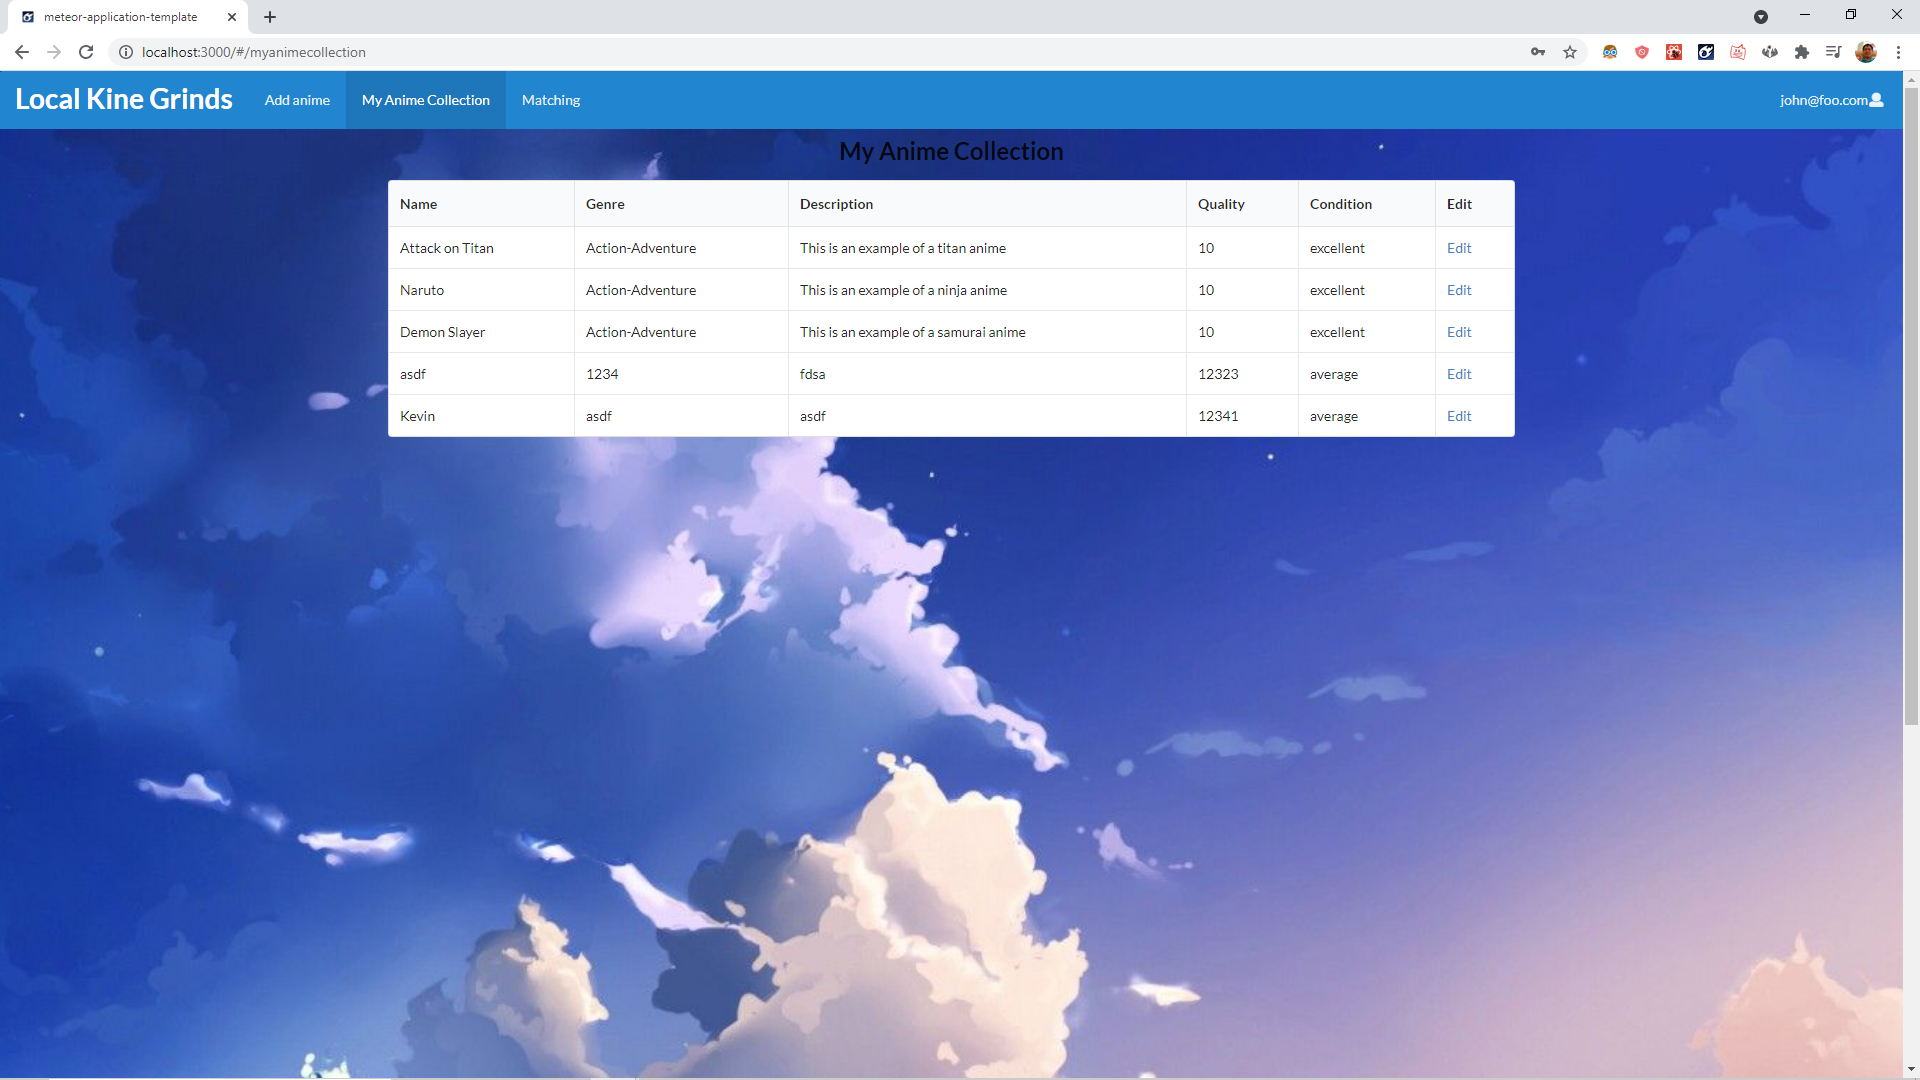 meteor-application-template
localhost:3000/#/myanimecollection
Local Kine Grinds Add anime My Anime Collection Matching john@foo.com
My Anime Collection
Name Genre Description Quality Condition Edit
Attack on Titan Action-Adventure This is an example of a titan anime 10 excellent Edit
Naruto Action-Adventure This is an example of a ninja anime 10 excellent Edit
Demon Slayer Action-Adventure This is an example of a samurai anime 10 excellent Edit
asdf 1234 fdsa 12323 average Edit
Kevin asdf asdf 12341 average Edit